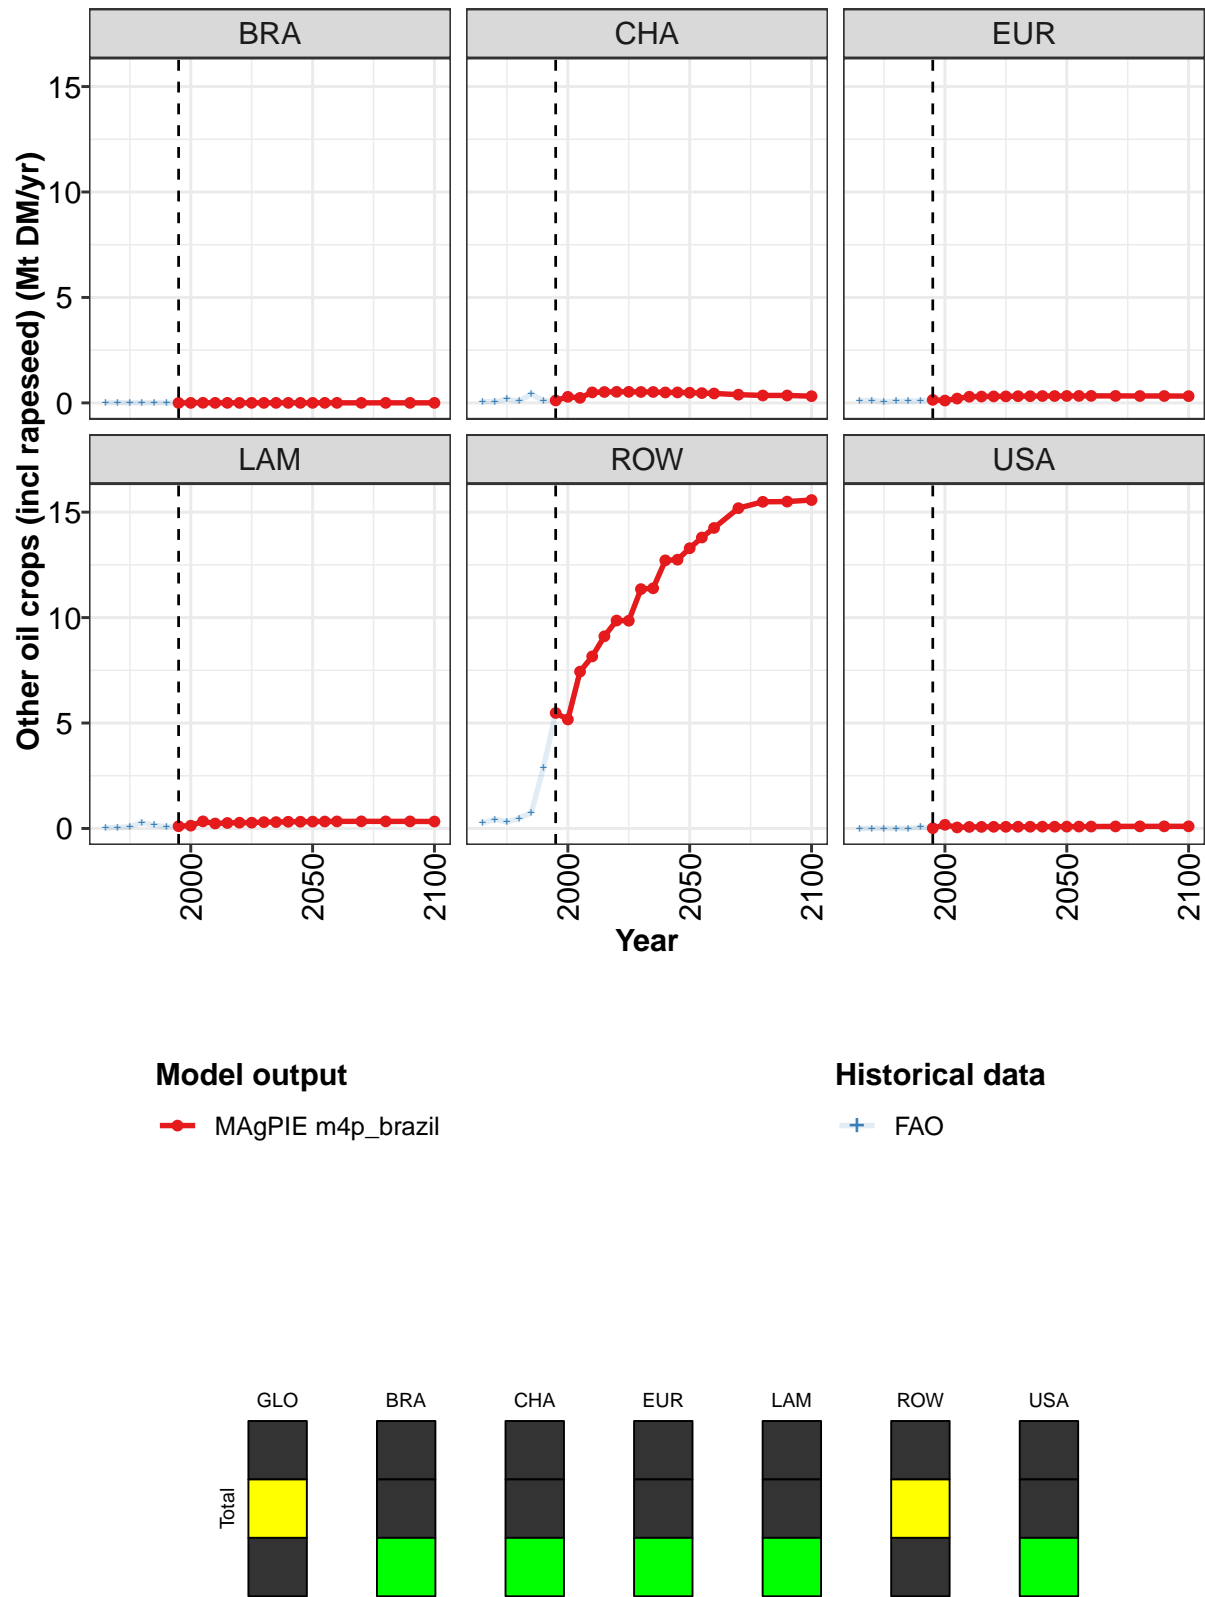 BRA CHA EUR
15
10
5
0
LAM ROW USA
15
10
5
0
Other oil crops (incl rapeseed) (Mt DM/yr)
2000 2050 2100 2000 2050 2100 2000 2050 2100
Year
Model output Historical data
MAgPIE m4p_brazil FAO
GLO BRA CHA EUR LAM ROW USA
Total